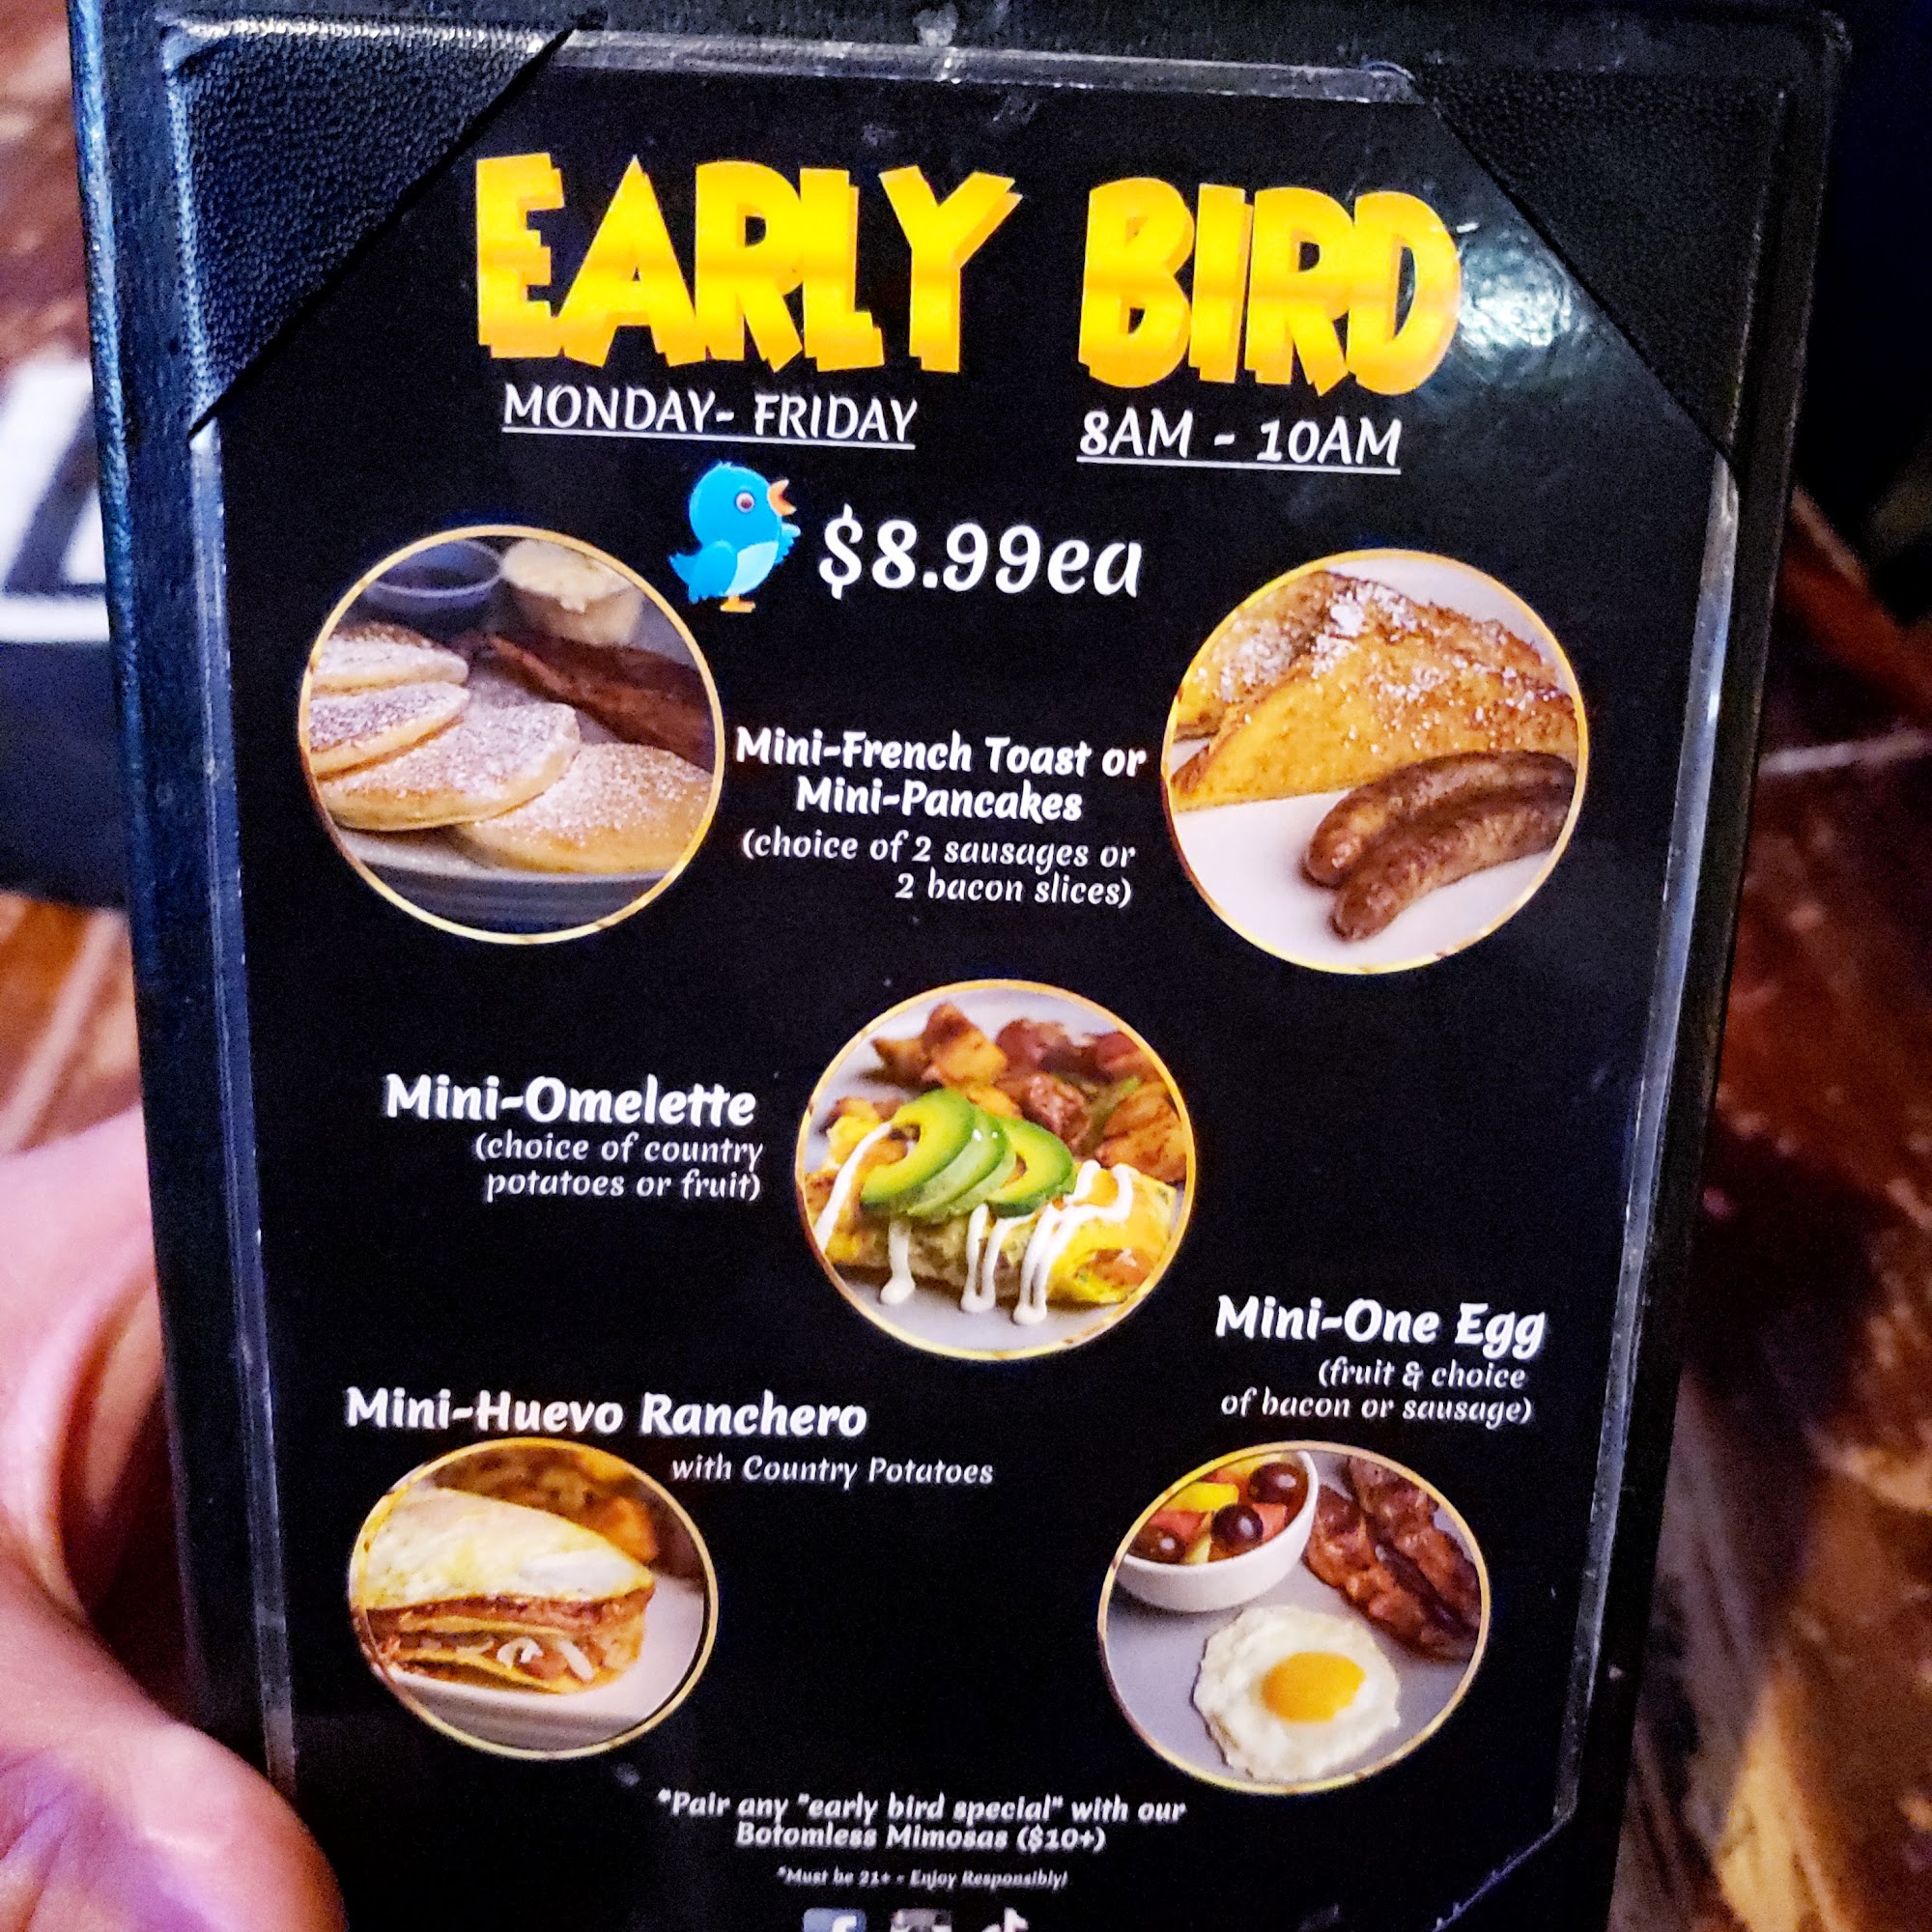 EARLY BIRD
MONDAY- FRIDAY 8AM - 10AM
$8.99ea
Mini-French Toast or
Mini-Pancakes
(choice of 2 sausages or
2 bacon slices)
Mini-Omelette
(choice of country
potatoes or fruit)
Mini-One Egg
(fruit & choice
of bacon or sausage)
Mini-Huevo Ranchero
with Country Potatoes
*Pair any "early bird special" with our
Botomless Mimosas ($10+)
*Must be 21+ - Enjoy Responsibly!